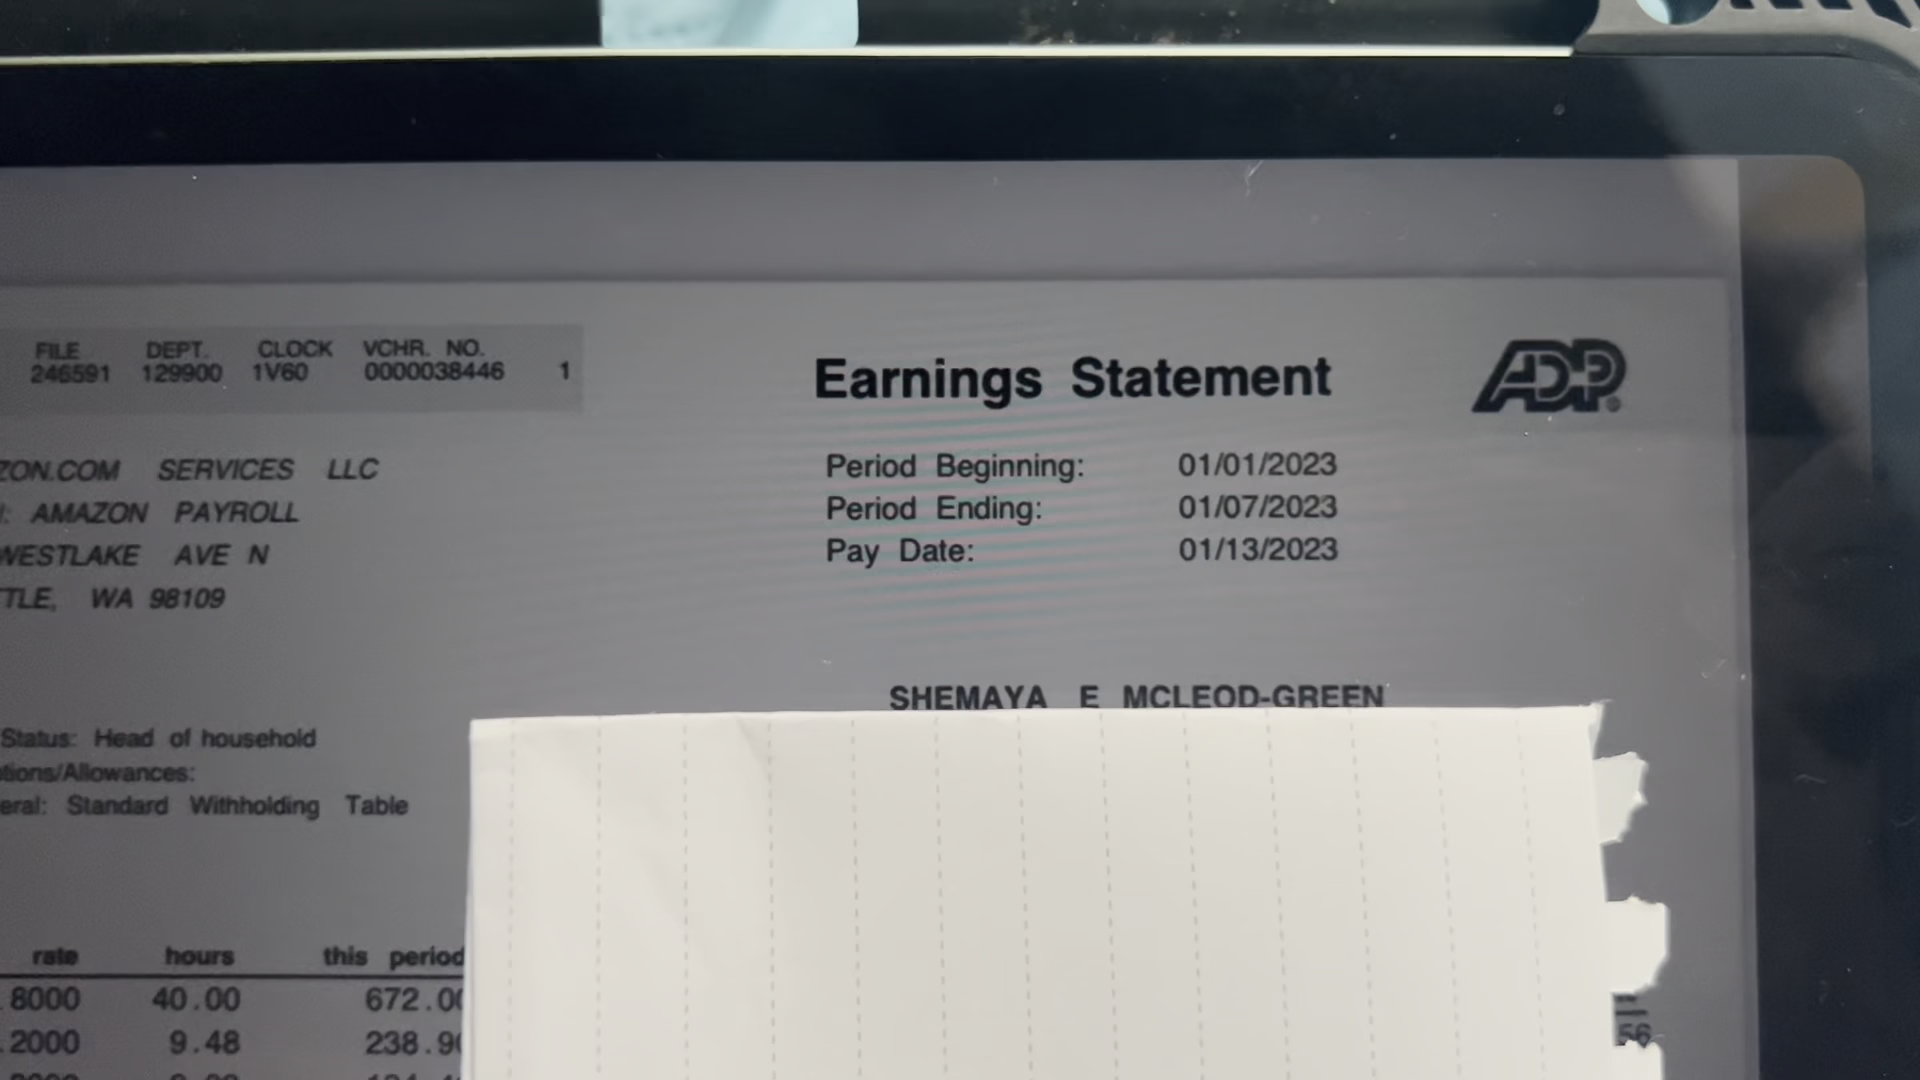 FILE DEPT. CLOCK VCHR. NO.
246591 129900 1V60 0000038446 1
Earnings Statement
ADP
ZON.COM SERVICES LLC
: AMAZON PAYROLL
WESTLAKE AVE N
TTLE, WA 98109
Period Beginning: 01/01/2023
Period Ending: 01/07/2023
Pay Date: 01/13/2023
SHEMAYA E MCLEOD-GREEN
Status: Head of household
tions/Allowances:
eral: Standard Withholding Table
rate hours this period
.8000 40.00 672.00
.2000 9.48 238.90
56